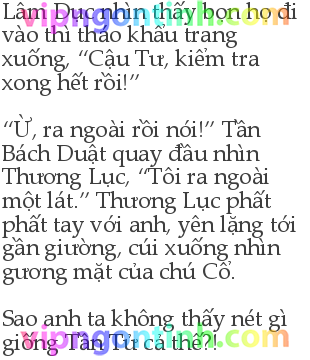 Lâm Dục nhìn thấy bọn họ đi
vào thì tháo khẩu trang
xuống, “Cậu Tư, kiểm tra
xong hết rồi!”
“Ừ, ra ngoài rồi nói!” Tần
Bách Duật quay đầu nhìn
Thương Lục, “Tôi ra ngoài
một lát.” Thương Lục phất
phất tay với anh, yên lặng tới
gần giường, cúi xuống nhìn
gương mặt của chú Cổ.
Sao anh ta không thấy nét gì
giống Tần Tư cả thế?!
vipngontinh.com
vipngontinh.com